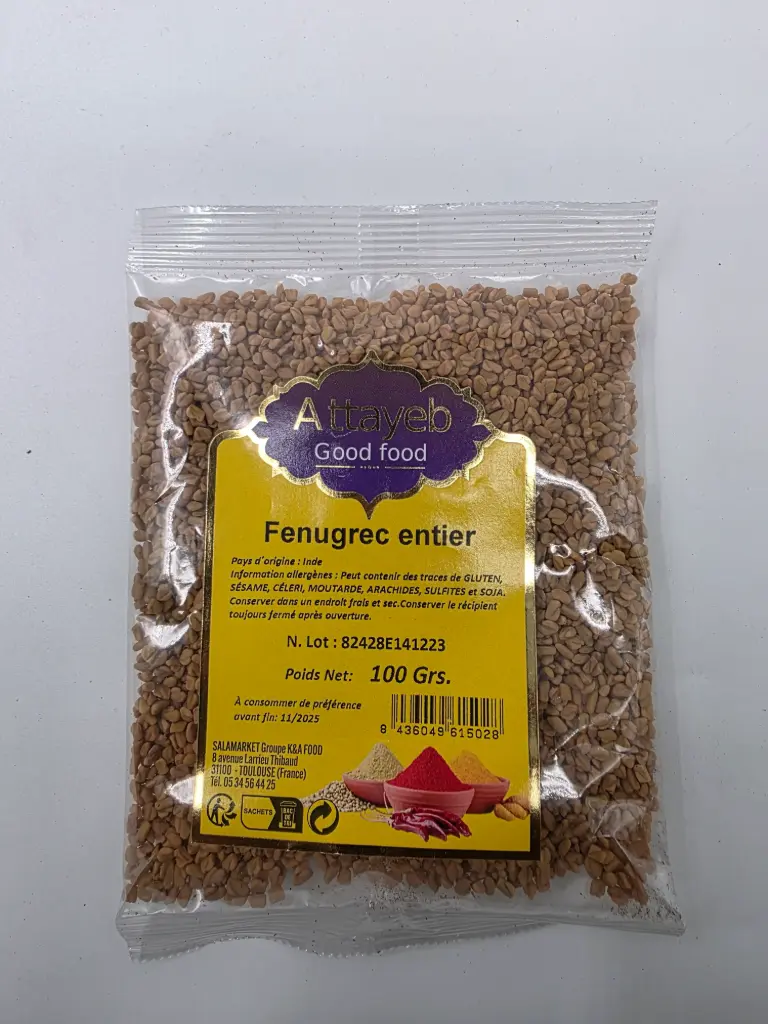 Attayeb
Good food
Fenugrec entier
Pays d'origine : Inde
Information allergènes : Peut contenir des traces de GLUTEN,
SÉSAME, CÉLERI, MOUTARDE, ARACHIDES, SULFITES et SOJA.
Conserver dans un endroit frais et sec.Conserver le récipient
toujours fermé après ouverture.
N. Lot : 82428E141223
Poids Net: 100 Grs.
À consommer de préférence
avant fin: 11/2025
8 436049 615028
SALAMARKET Groupe K&A FOOD
8 avenue Larrieu Thibaud
31100 - TOULOUSE (France)
Tél. 05 34 56 44 25
SACHETS
BAC DE TRI